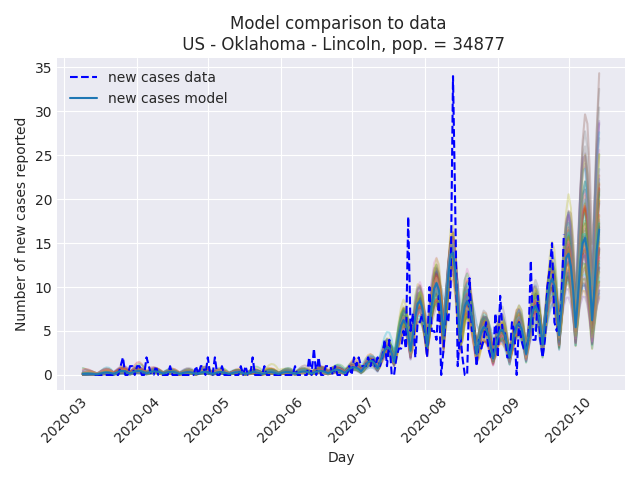 Model comparison to data
US - Oklahoma - Lincoln, pop. = 34877
new cases data
new cases model
Number of new cases reported
35
30
25
20
15
10
5
0
2020-03
2020-04
2020-05
2020-06
2020-07
2020-08
2020-09
2020-10
Day